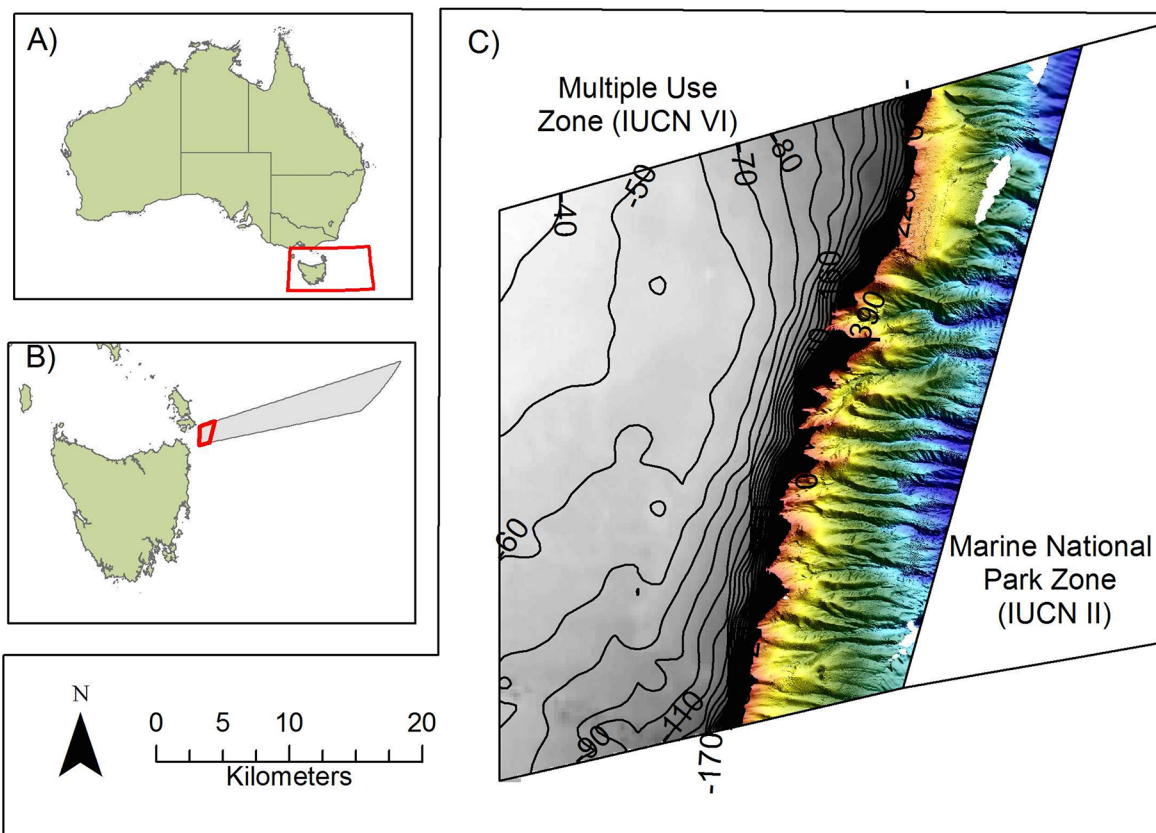 A)
B)
C)
Multiple Use
Zone (IUCN VI)
-40
-50
-70
-80
390
-60
-90
-110
-170
Marine National
Park Zone
(IUCN II)
N
0 5 10 20
Kilometers